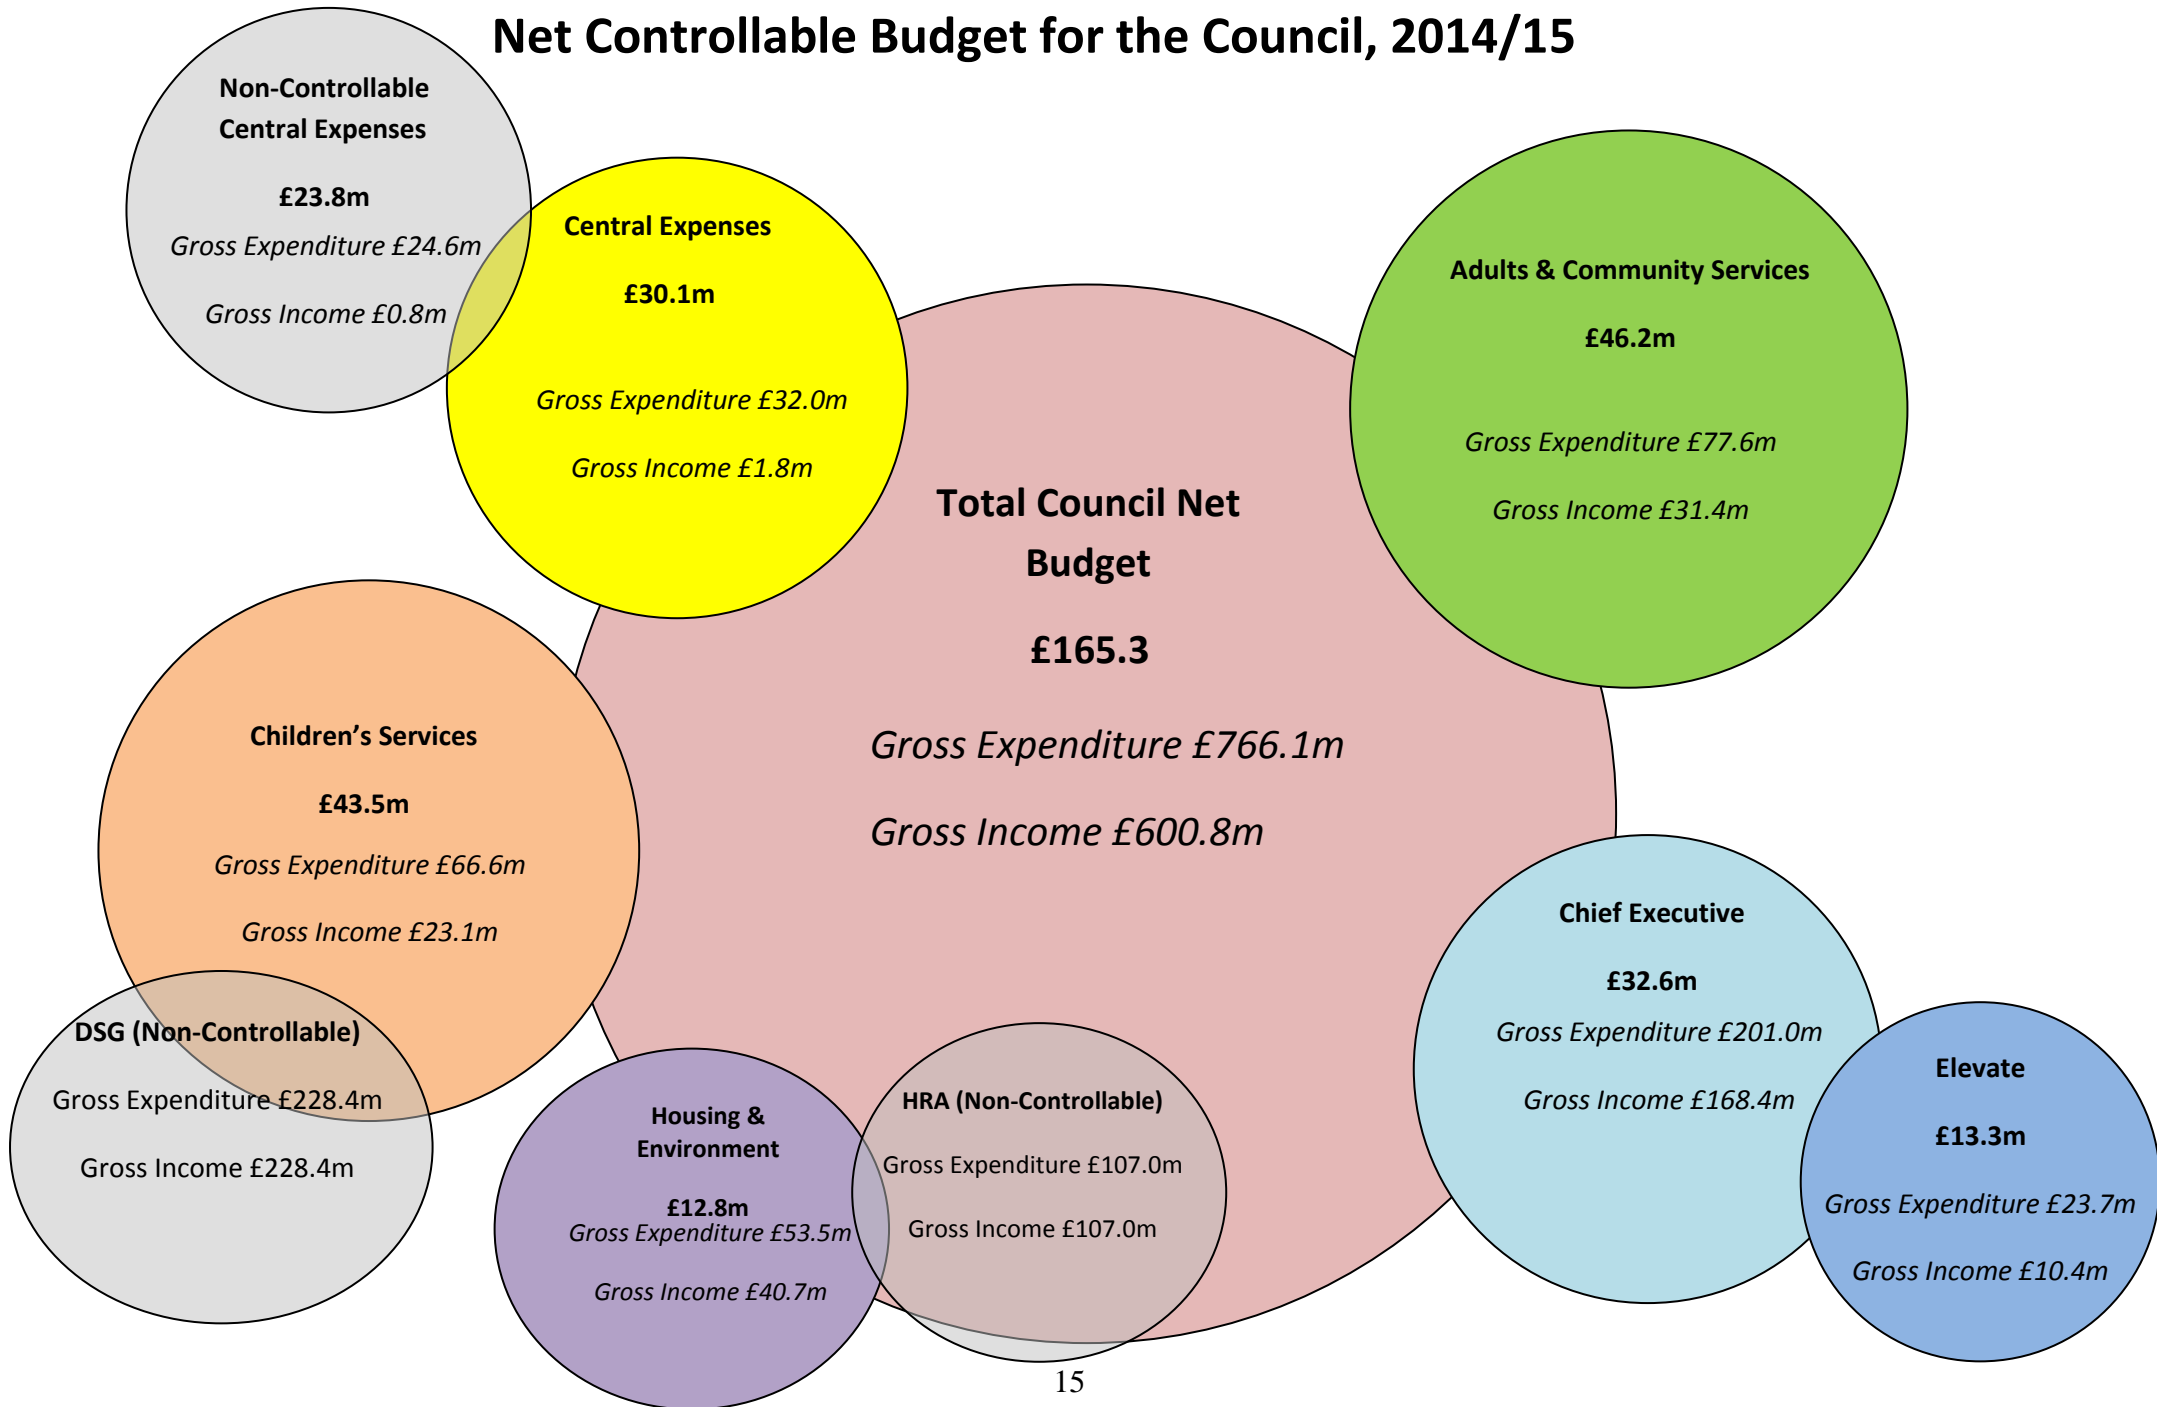 Net Controllable Budget for the Council, 2014/15
Non-Controllable
Central Expenses
£23.8m
Gross Expenditure £24.6m
Gross Income £0.8m
Central Expenses
£30.1m
Gross Expenditure £32.0m
Gross Income £1.8m
Adults & Community Services
£46.2m
Gross Expenditure £77.6m
Gross Income £31.4m
Total Council Net
Budget
£165.3
Gross Expenditure £766.1m
Gross Income £600.8m
Children’s Services
£43.5m
Gross Expenditure £66.6m
Gross Income £23.1m
DSG (Non-Controllable)
Gross Expenditure £228.4m
Gross Income £228.4m
Housing &
Environment
£12.8m
Gross Expenditure £53.5m
Gross Income £40.7m
HRA (Non-Controllable)
Gross Expenditure £107.0m
Gross Income £107.0m
Chief Executive
£32.6m
Gross Expenditure £201.0m
Gross Income £168.4m
Elevate
£13.3m
Gross Expenditure £23.7m
Gross Income £10.4m
15